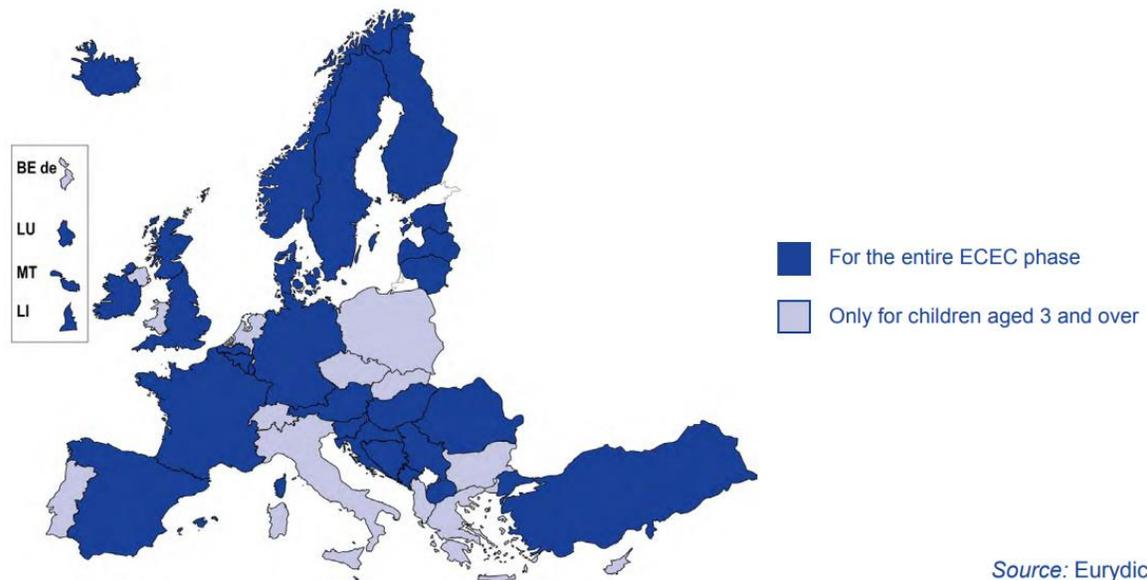 BE de
LU
MT
LI
For the entire ECEC phase
Only for children aged 3 and over
Source: Eurydic